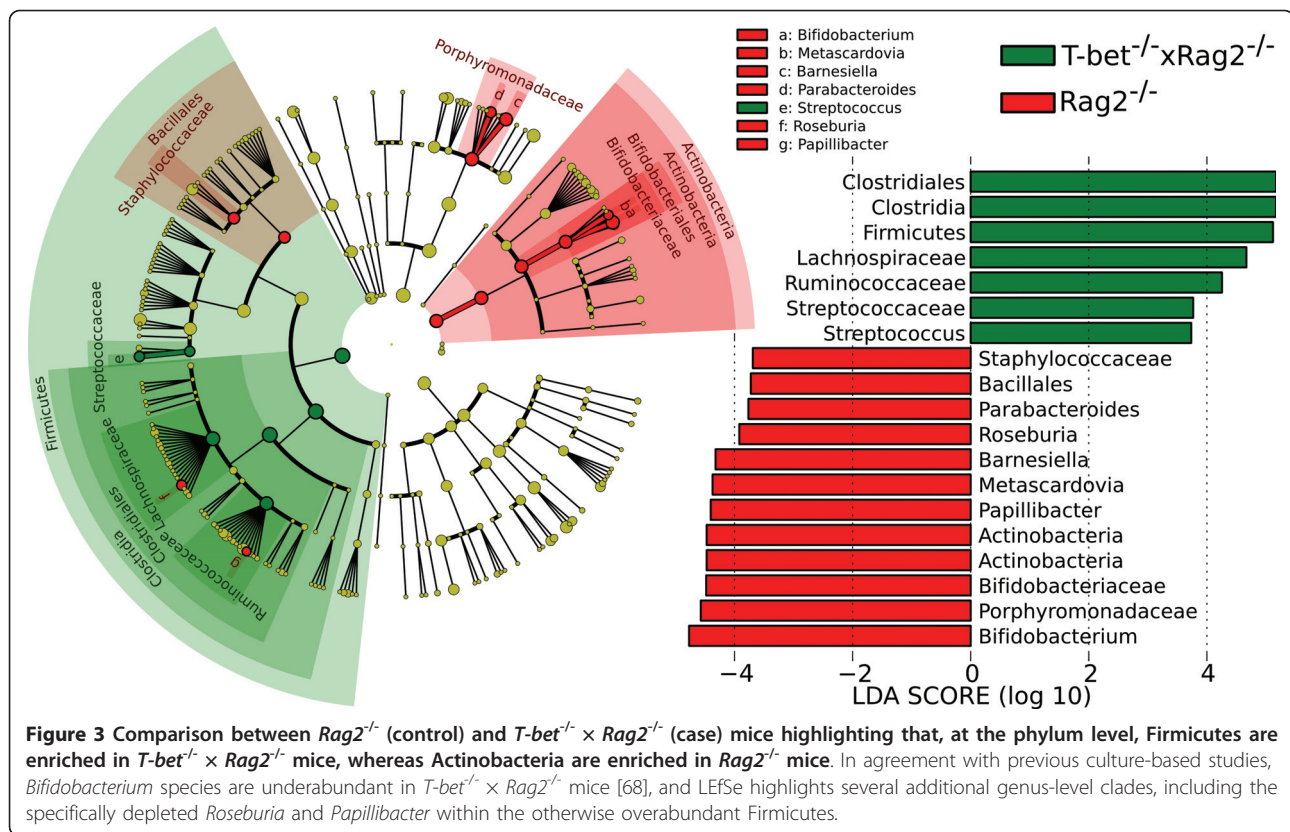 Porphyromonadaceae
d
c
Bacillales
Staphylococcaceae
Actinobacteria
Actinobacteria
Bifidobacteriales
Bifidobacteriaceae
b
a
Streptococcaceae
e
Firmicutes
Lachnospiraceae
f
Clostridiales
Clostridia
Ruminococcaceae
g
a: Bifidobacterium
b: Metascardovia
c: Barnesiella
d: Parabacteroides
e: Streptococcus
f: Roseburia
g: Papillibacter
T-bet-/-xRag2-/-
Rag2-/-
Clostridiales
Clostridia
Firmicutes
Lachnospiraceae
Ruminococcaceae
Streptococcaceae
Streptococcus
Staphylococcaceae
Bacillales
Parabacteroides
Roseburia
Barnesiella
Metascardovia
Papillibacter
Actinobacteria
Actinobacteria
Bifidobacteriaceae
Porphyromonadaceae
Bifidobacterium
−4 −2 0 2 4
LDA SCORE (log 10)
Figure 3 Comparison between Rag2-/- (control) and T-bet-/- × Rag2-/- (case) mice highlighting that, at the phylum level, Firmicutes are
enriched in T-bet-/- × Rag2-/- mice, whereas Actinobacteria are enriched in Rag2-/- mice. In agreement with previous culture-based studies,
Bifidobacterium species are underabundant in T-bet-/- × Rag2-/- mice [68], and LEfSe highlights several additional genus-level clades, including the
specifically depleted Roseburia and Papillibacter within the otherwise overabundant Firmicutes.